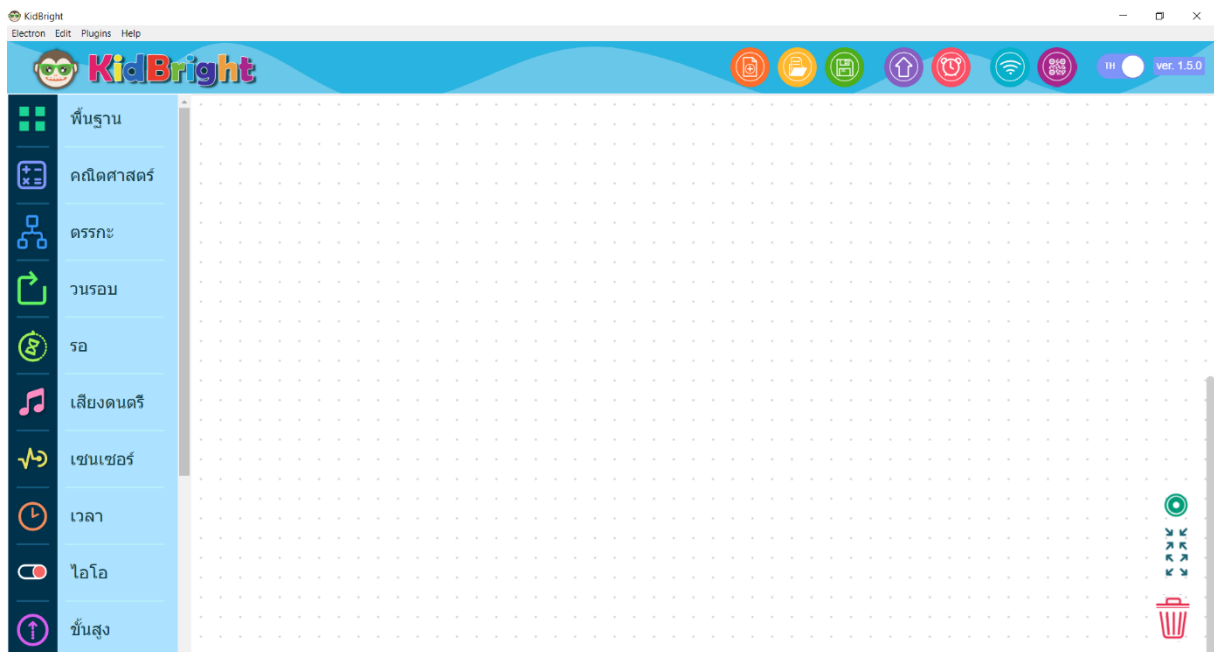 KidBright
Electron Edit Plugins Help
KidBright
TH
ver. 1.5.0
พื้นฐาน
คณิตศาสตร์
ตรรกะ
วนรอบ
รอ
เสียงดนตรี
เซนเซอร์
เวลา
ไอโอ
ขั้นสูง